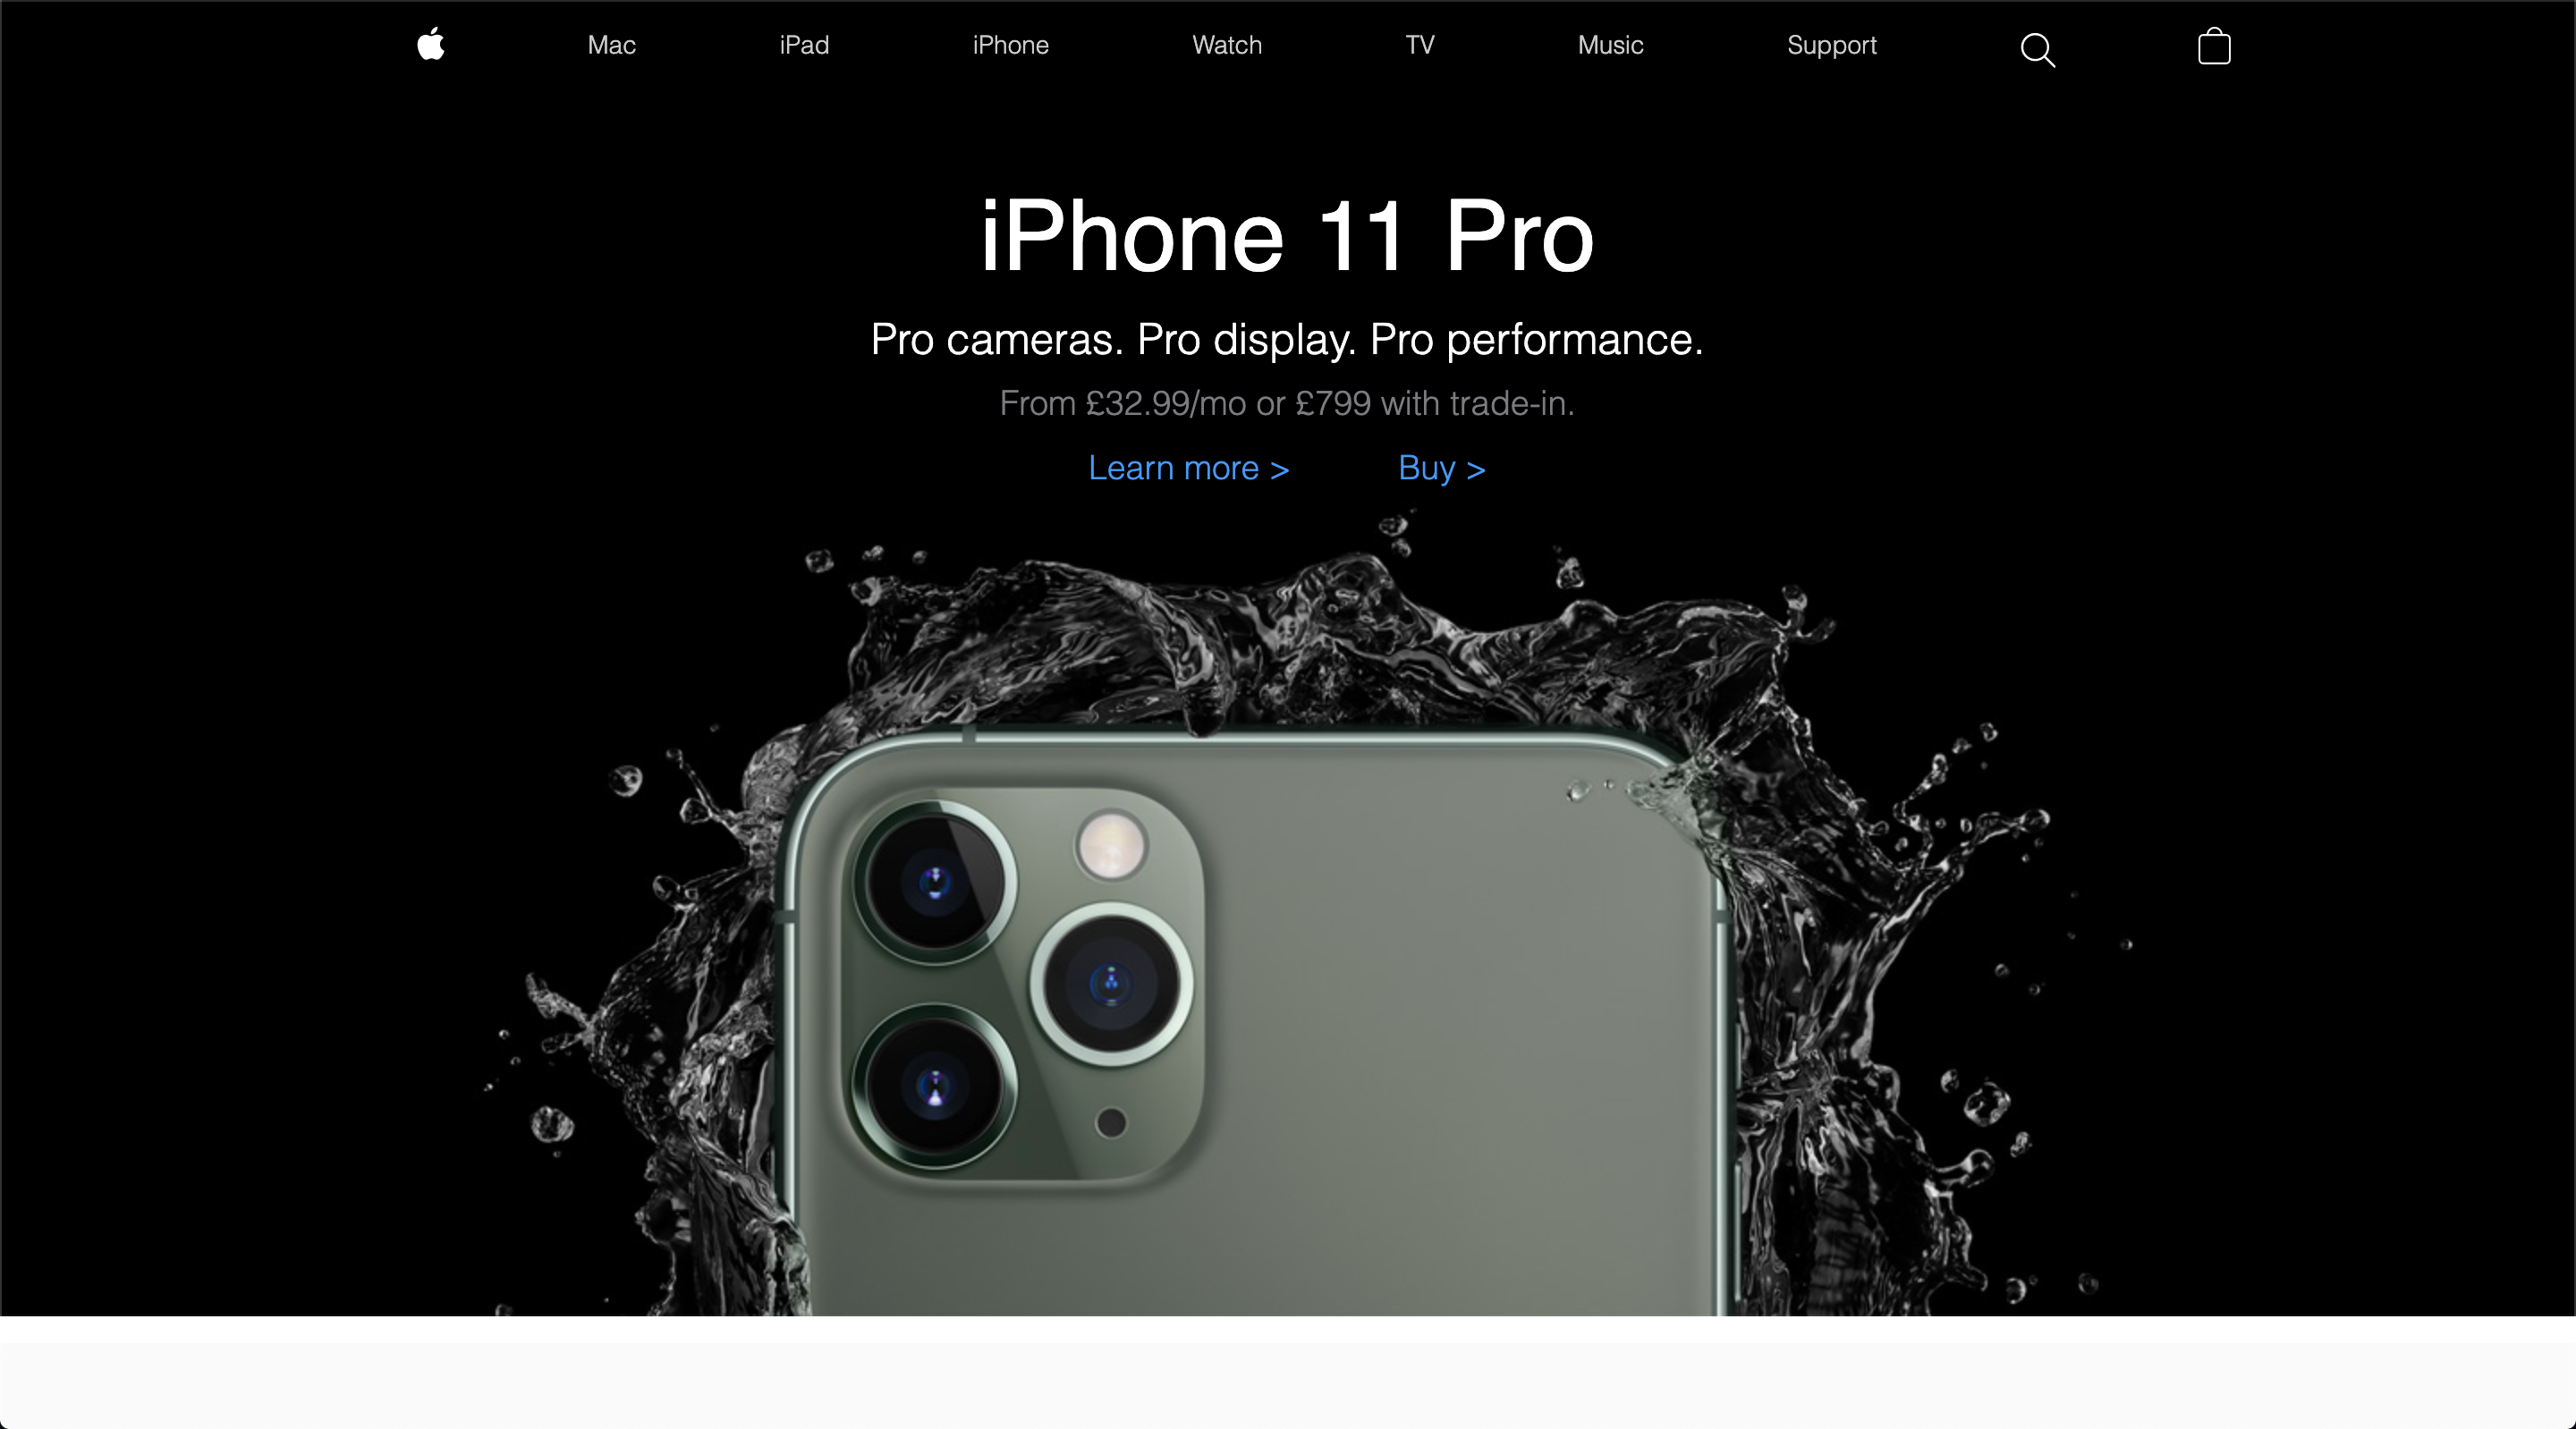 Mac iPad iPhone Watch TV Music Support
iPhone 11 Pro
Pro cameras. Pro display. Pro performance.
From £32.99/mo or £799 with trade-in.
Learn more > Buy >